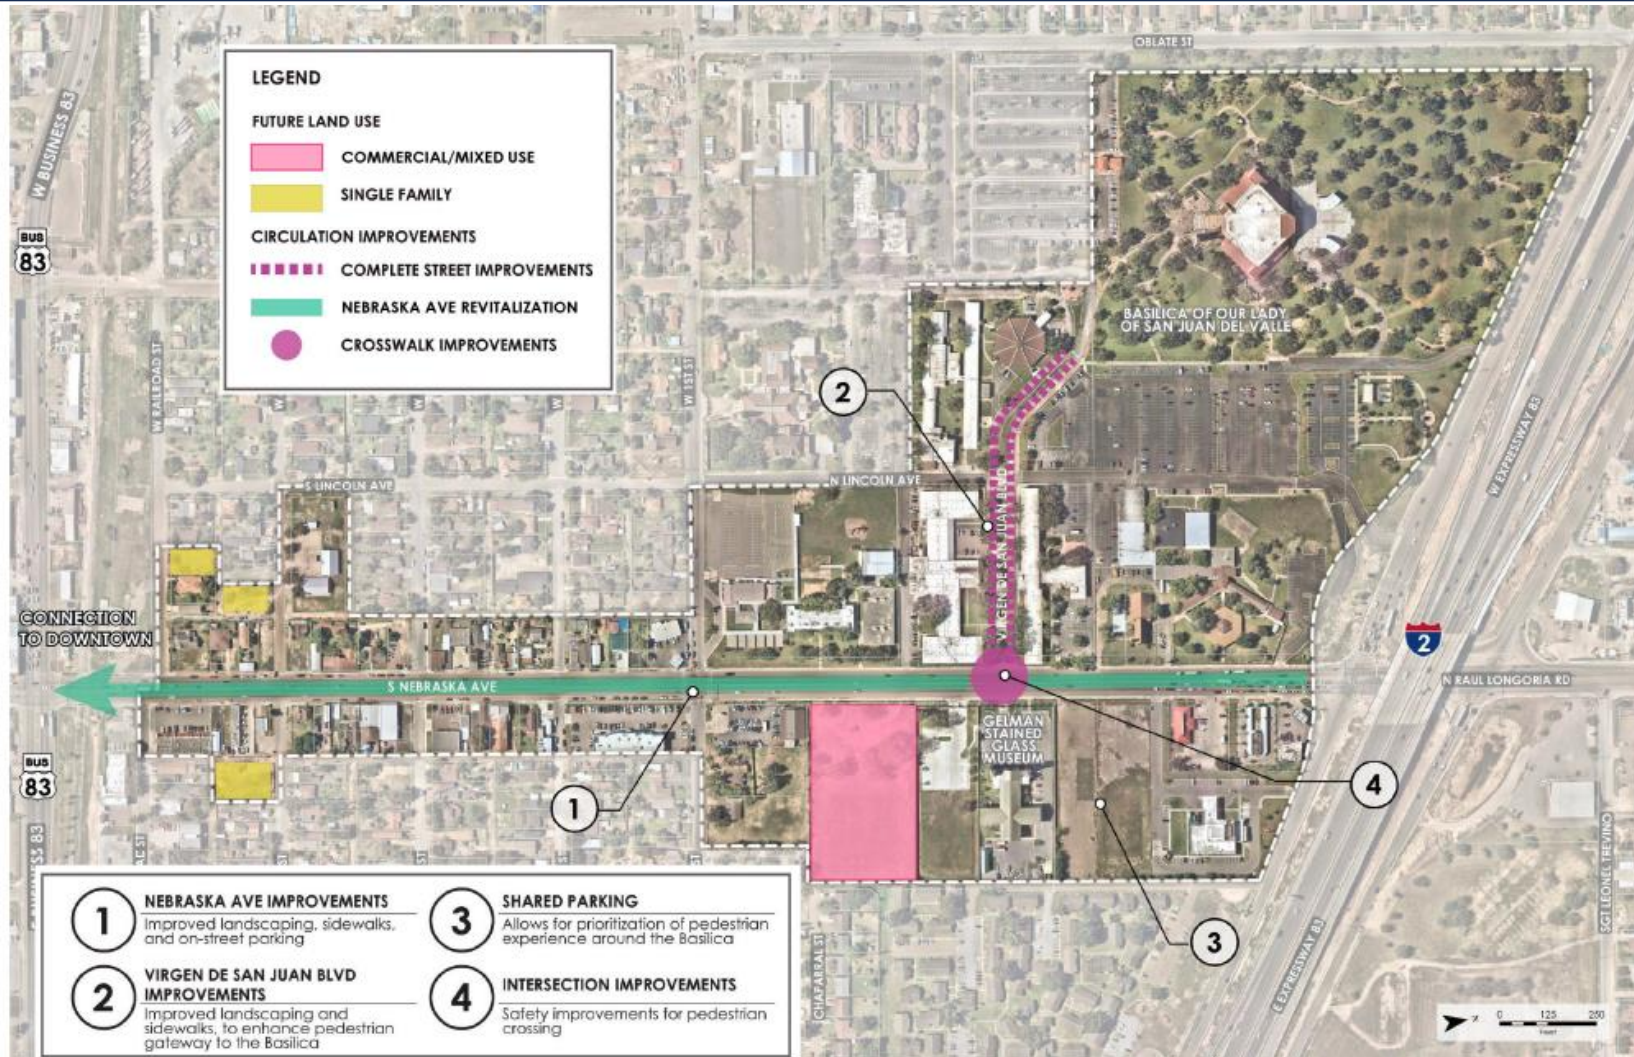 OBLATE ST
LEGEND
FUTURE LAND USE
COMMERCIAL/MIXED USE
SINGLE FAMILY
CIRCULATION IMPROVEMENTS
COMPLETE STREET IMPROVEMENTS
NEBRASKA AVE REVITALIZATION
CROSSWALK IMPROVEMENTS
W BUSINESS 83
BUS
83
W RAILROAD ST
W
W
W
W 1ST ST
BASILICA OF OUR LADY
OF SAN JUAN DEL VALLE
2
W EXPRESSWAY 83
S LINCOLN AVE
N LINCOLN AVE
VIRGEN DE SAN JUAN BLVD
CONNECTION
TO DOWNTOWN
2
S NEBRASKA AVE
N RAUL LONGORIA RD
GELMAN
STAINED
GLASS
MUSEUM
BUS
83
1
4
3
SGT LEONEL TREVINO
CHAPARRAL ST
E EXPRESSWAY 83
1
NEBRASKA AVE IMPROVEMENTS
Improved landscaping, sidewalks,
and on-street parking
2
VIRGEN DE SAN JUAN BLVD
IMPROVEMENTS
Improved landscaping and
sidewalks, to enhance pedestrian
gateway to the Basilica
3
SHARED PARKING
Allows for prioritization of pedestrian
experience around the Basilica
4
INTERSECTION IMPROVEMENTS
Safety improvements for pedestrian
crossing
0 125 250
Feet